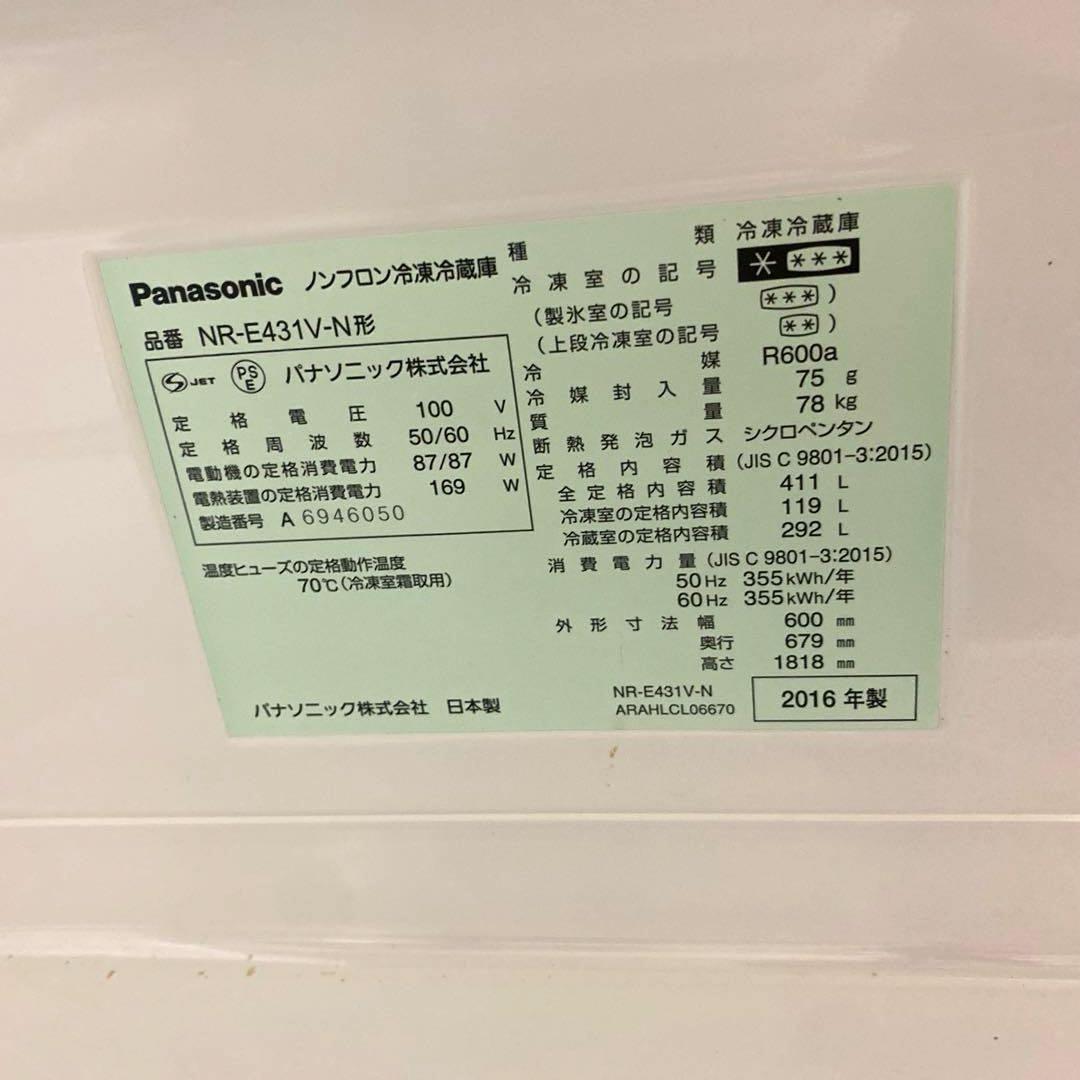 Panasonic ノンフロン冷凍冷蔵庫
品番 NR-E431V-N形
S JET PS E パナソニック株式会社
定格電圧 100 V
定格周波数 50/60 Hz
電動機の定格消費電力 87/87 W
電熱装置の定格消費電力 169 W
製造番号 A 6946050
温度ヒューズの定格動作温度
70℃(冷凍室霜取用)
パナソニック株式会社 日本製
種類 冷凍冷蔵庫
冷凍室の記号 * ***
(製氷室の記号 ***)
(上段冷凍室の記号 **)
冷媒 R600a
冷媒封入量 75 g
質量 78 kg
断熱発泡ガス シクロペンタン
定格内容積 (JIS C 9801-3:2015)
全定格内容積 411 L
冷凍室の定格内容積 119 L
冷蔵室の定格内容積 292 L
消費電力量 (JIS C 9801-3:2015)
50 Hz 355 kWh/年
60 Hz 355 kWh/年
外形寸法 幅 600 mm
奥行 679 mm
高さ 1818 mm
NR-E431V-N
ARAHLCL06670
2016 年製